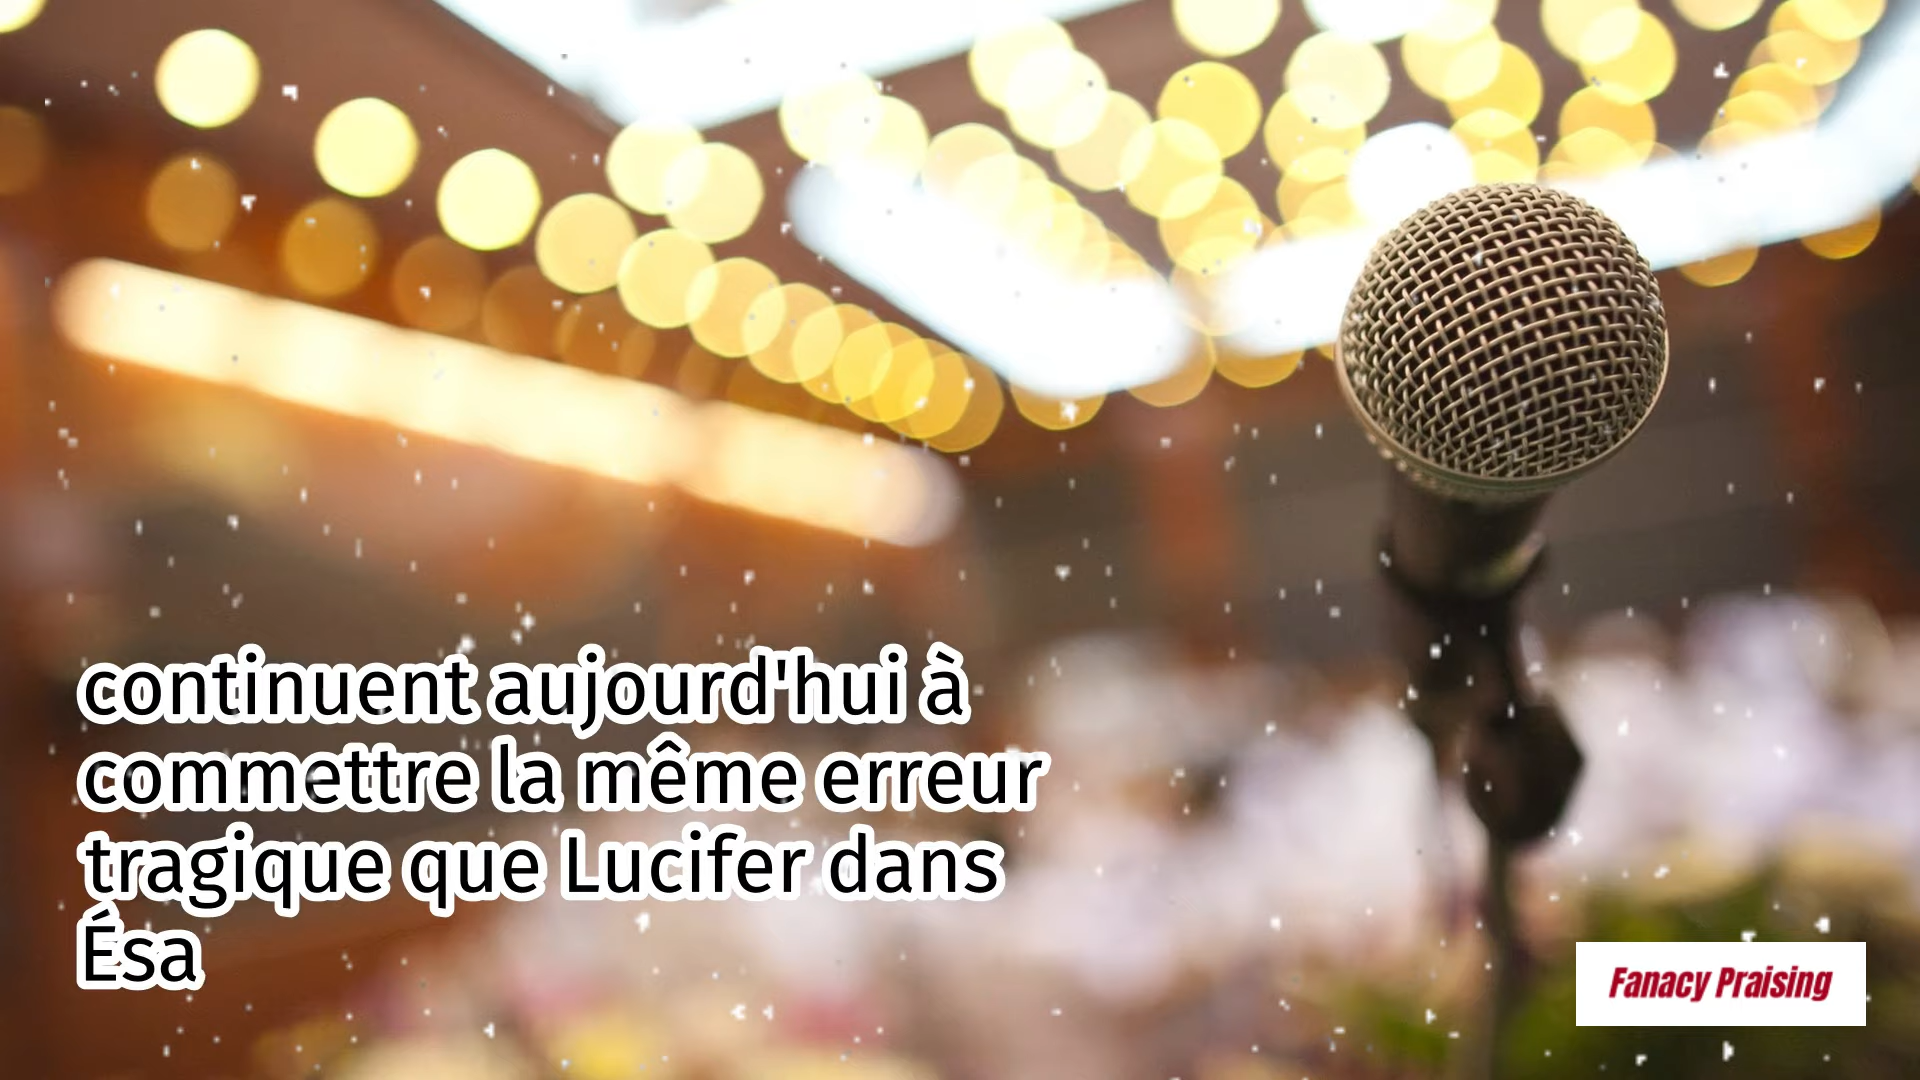 continuent aujourd'hui à
commettre la même erreur
tragique que Lucifer dans
Ésa
Fanacy Praising